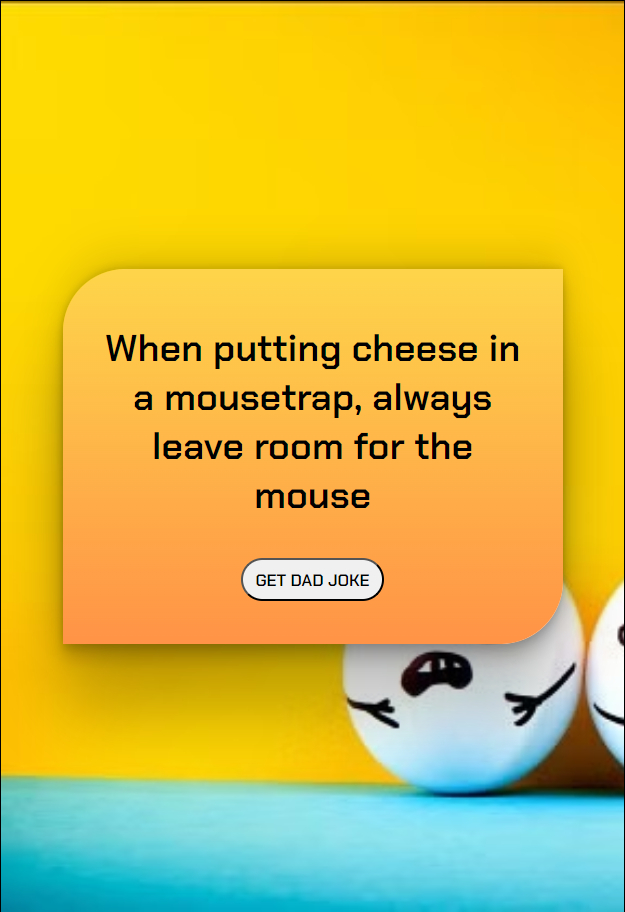 When putting cheese in
a mousetrap, always
leave room for the
mouse
GET DAD JOKE